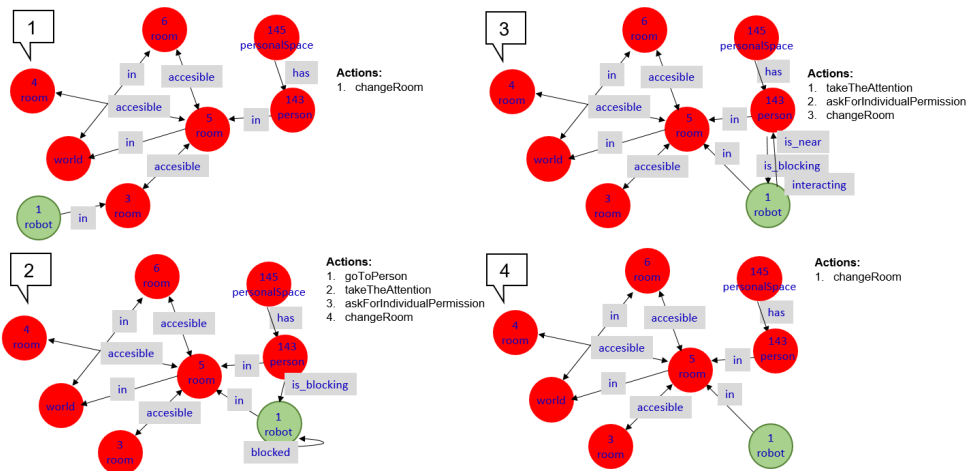 1
6
room
145
personalSpace
4
room
in
accesible
has
accesible
143
person
in
5
room
in
world
accesible
3
room
1
robot
in
Actions:
1. changeRoom
3
6
room
145
personalSpace
4
room
in
accesible
has
accesible
143
person
in
5
room
in
world
accesible
3
room
in
is_near
is_blocking
interacting
1
robot
Actions:
1. takeTheAttention
2. askForIndividualPermission
3. changeRoom
2
6
room
145
personalSpace
4
room
in
accesible
has
accesible
143
person
in
5
room
in
world
is_blocking
in
accesible
1
robot
3
room
blocked
Actions:
1. goToPerson
2. takeTheAttention
3. askForIndividualPermission
4. changeRoom
4
6
room
145
personalSpace
4
room
in
accesible
has
accesible
143
person
in
5
room
in
world
in
accesible
3
room
1
robot
Actions:
1. changeRoom